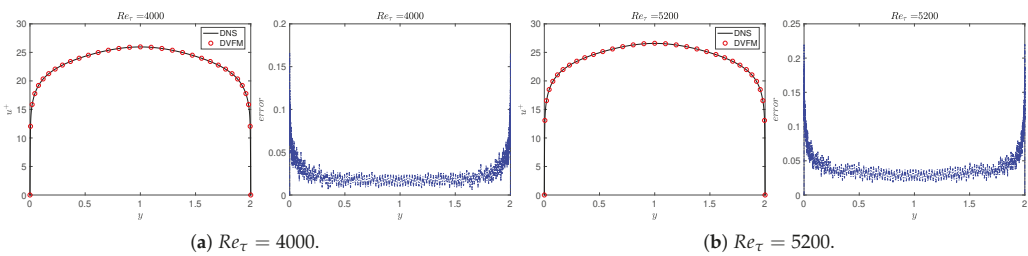 Re_τ =4000
DNS
DVFM
30
25
20
15
10
5
0
u⁺
0 0.5 1 1.5 2
y
Re_τ =4000
0.2
0.15
0.1
0.05
0
error
0 0.5 1 1.5 2
y
(a) Re_τ = 4000.
Re_τ =5200
DNS
DVFM
30
25
20
15
10
5
0
u⁺
0 0.5 1 1.5 2
y
Re_τ =5200
0.25
0.2
0.15
0.1
0.05
0
error
0 0.5 1 1.5 2
y
(b) Re_τ = 5200.